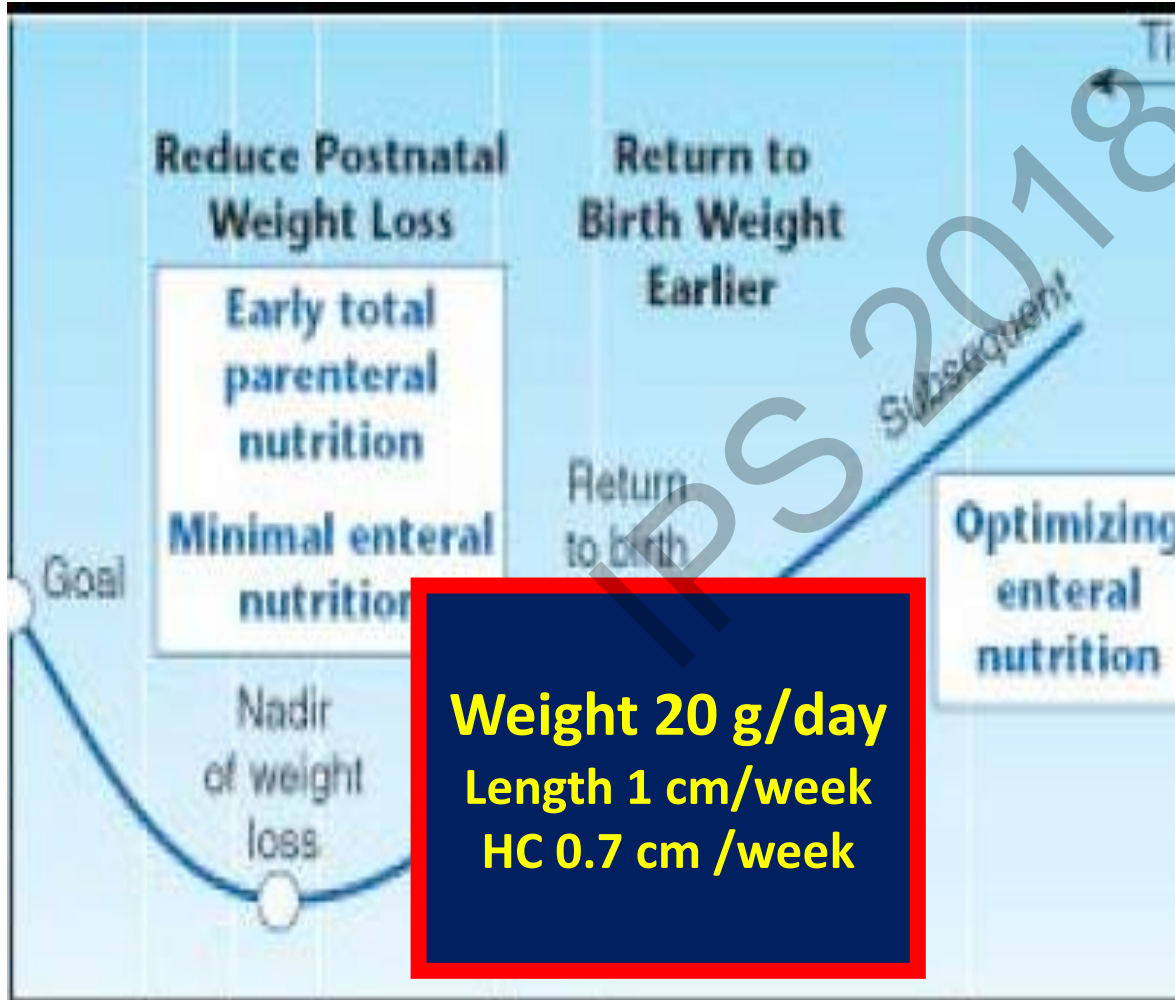 Reduce Postnatal
Weight Loss
Early total
parenteral
nutrition
Minimal enteral
nutrition
Return to
Birth Weight
Earlier
Subsequent
Return
to birth
Optimizing
enteral
nutrition
Goal
Nadir
of weight
loss
Weight 20 g/day
Length 1 cm/week
HC 0.7 cm /week
IPS 2018